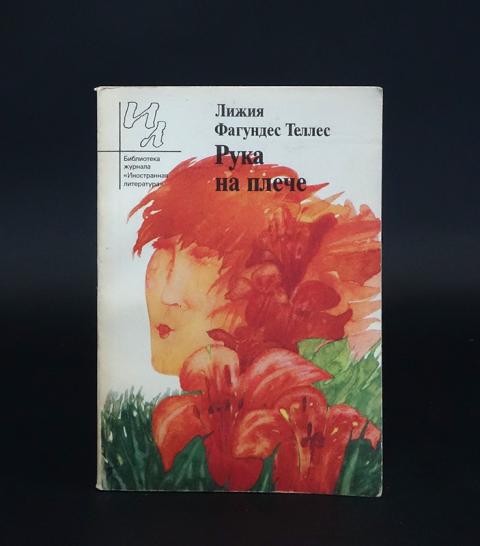 ИЛ
Библиотека
журнала
«Иностранная
литература»
Лижия
Фагундес Теллес
Рука
на плече